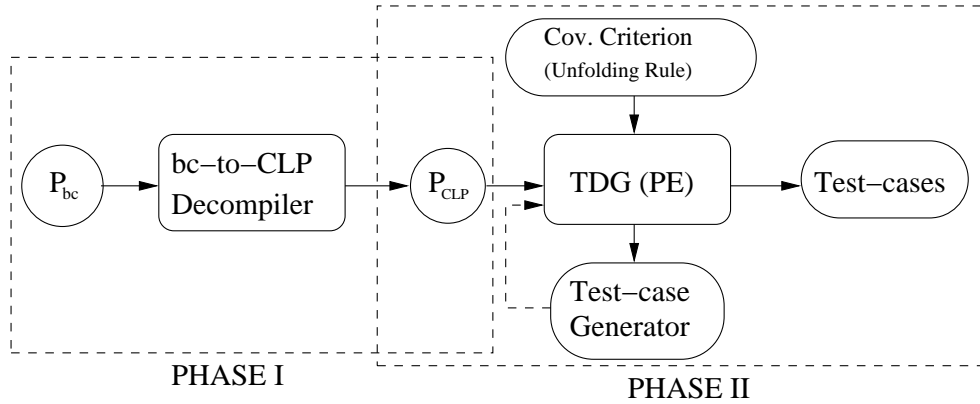 Cov. Criterion
(Unfolding Rule)
P_bc
bc-to-CLP
Decompiler
P_CLP
TDG (PE)
Test-cases
Test-case
Generator
PHASE I
PHASE II